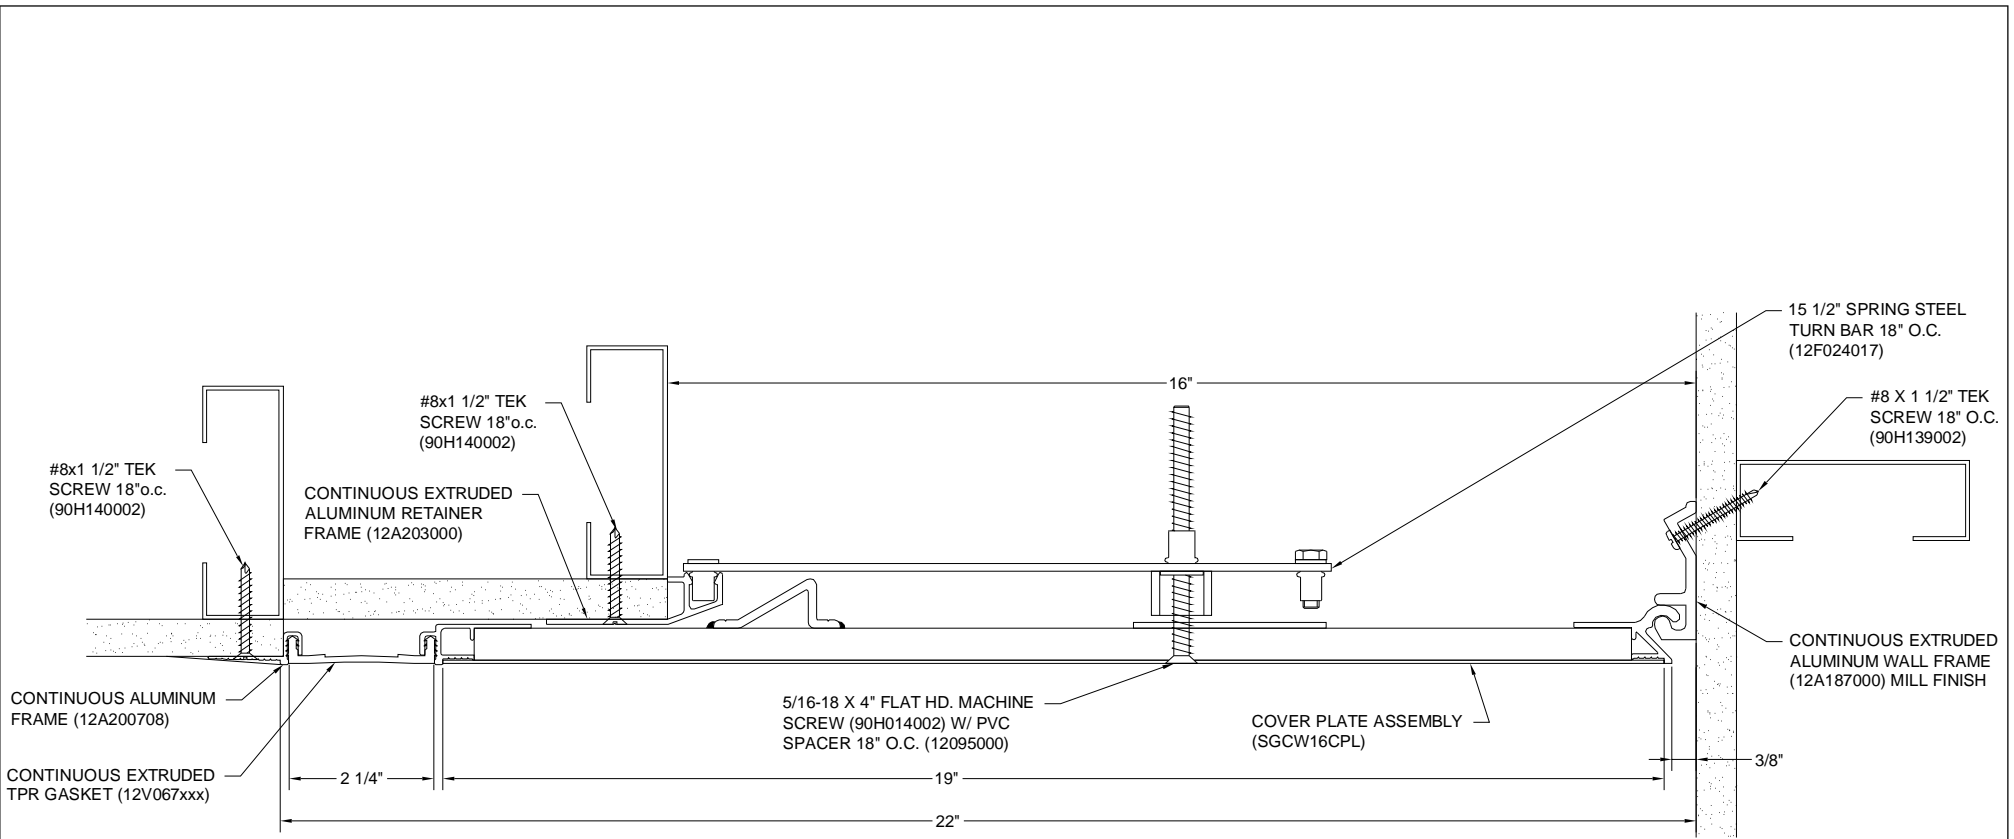 15 1/2" SPRING STEEL
TURN BAR 18" O.C.
(12F024017)
16"
#8 X 1 1/2" TEK
SCREW 18" O.C.
(90H139002)
#8x1 1/2" TEK
SCREW 18"o.c.
(90H140002)
#8x1 1/2" TEK
SCREW 18"o.c.
(90H140002)
CONTINUOUS EXTRUDED
ALUMINUM RETAINER
FRAME (12A203000)
CONTINUOUS EXTRUDED
ALUMINUM WALL FRAME
(12A187000) MILL FINISH
CONTINUOUS ALUMINUM
FRAME (12A200708)
5/16-18 X 4" FLAT HD. MACHINE
SCREW (90H014002) W/ PVC
SPACER 18" O.C. (12095000)
COVER PLATE ASSEMBLY
(SGCW16CPL)
CONTINUOUS EXTRUDED
TPR GASKET (12V067xxx)
2 1/4"
19"
3/8"
22"